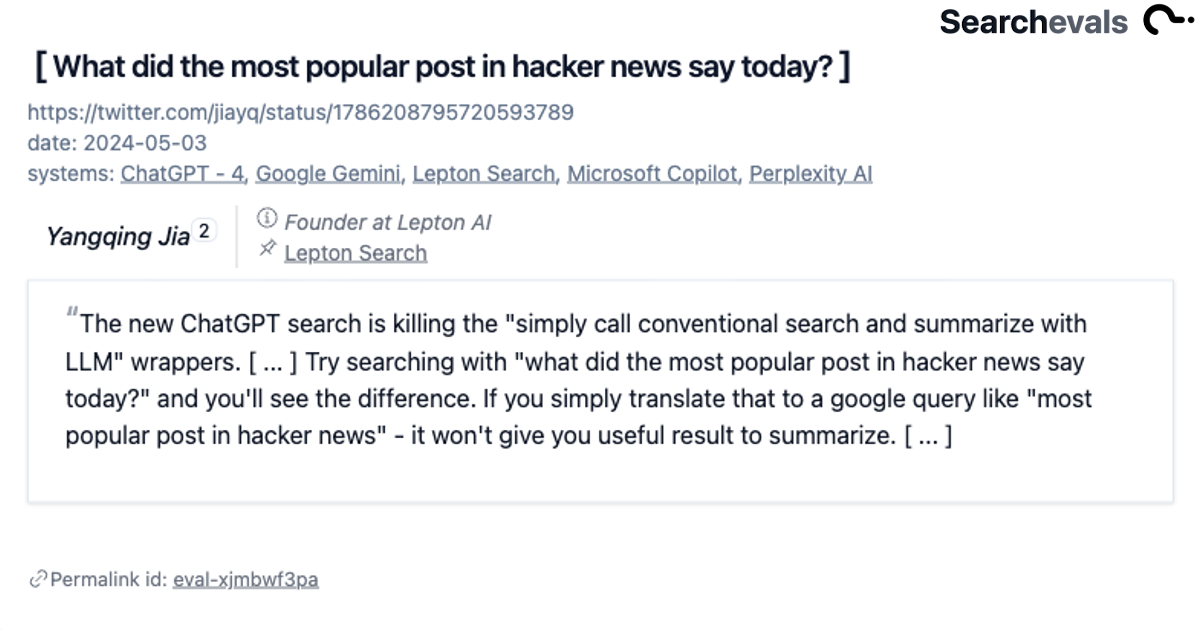 Searchevals
[ What did the most popular post in hacker news say today? ]
https://twitter.com/jiayq/status/1786208795720593789
date: 2024-05-03
systems: ChatGPT - 4, Google Gemini, Lepton Search, Microsoft Copilot, Perplexity AI
Yangqing Jia 2
Founder at Lepton AI
Lepton Search
"The new ChatGPT search is killing the "simply call conventional search and summarize with
LLM" wrappers. [ ... ] Try searching with "what did the most popular post in hacker news say
today?" and you'll see the difference. If you simply translate that to a google query like "most
popular post in hacker news" - it won't give you useful result to summarize. [ ... ]
Permalink id: eval-xjmbwf3pa